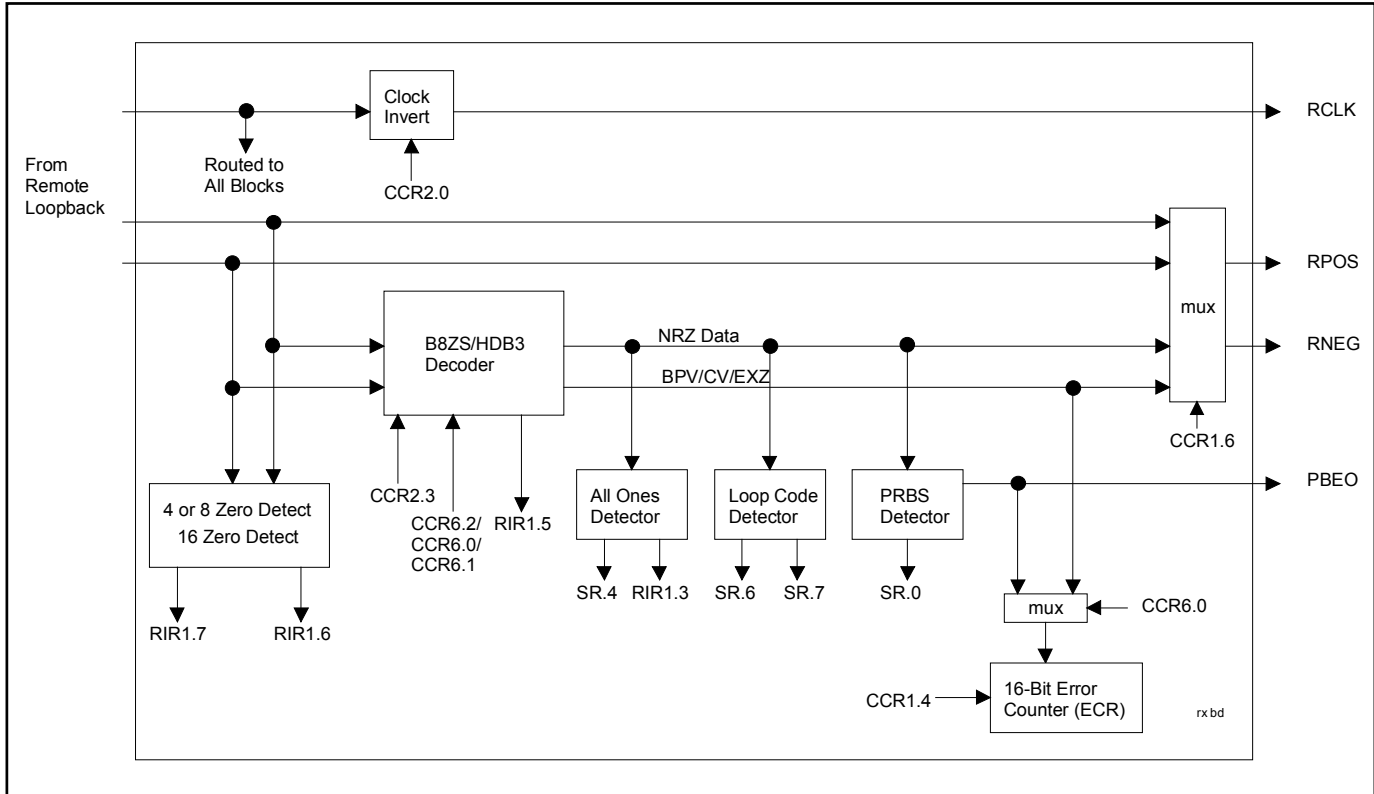 Clock
Invert
RCLK
From
Remote
Loopback
Routed to
All Blocks
CCR2.0
RPOS
mux
B8ZS/HDB3
Decoder
NRZ Data
RNEG
BPV/CV/EXZ
CCR1.6
4 or 8 Zero Detect
16 Zero Detect
CCR2.3
CCR6.2/
CCR6.0/
CCR6.1
RIR1.5
All Ones
Detector
Loop Code
Detector
PRBS
Detector
PBEO
SR.4
RIR1.3
SR.6
SR.7
SR.0
RIR1.7
RIR1.6
mux
CCR6.0
CCR1.4
16-Bit Error
Counter (ECR)
rx bd